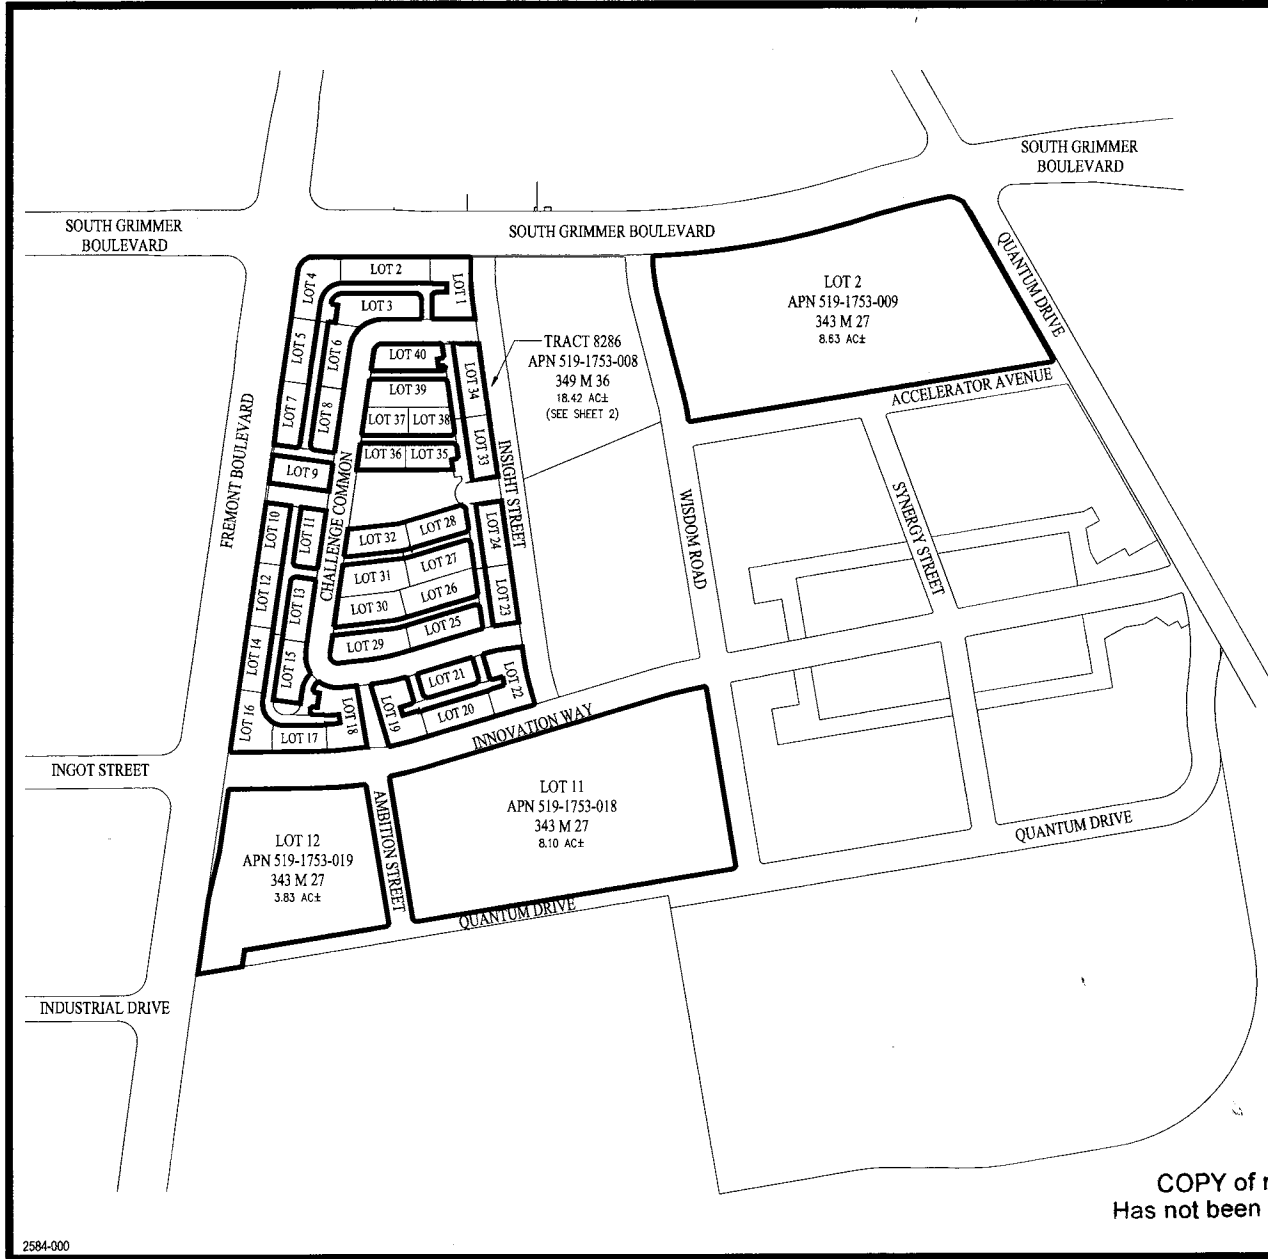 SOUTH GRIMMER
BOULEVARD
SOUTH GRIMMER
BOULEVARD
SOUTH GRIMMER BOULEVARD
QUANTUM DRIVE
LOT 4
LOT 2
LOT 1
LOT 3
LOT 2
APN 519-1753-009
343 M 27
8.63 AC±
TRACT 8286
APN 519-1753-008
349 M 36
18.42 AC±
(SEE SHEET 2)
LOT 5
LOT 6
LOT 40
LOT 34
LOT 39
LOT 7
LOT 8
LOT 37
LOT 38
ACCELERATOR AVENUE
LOT 36
LOT 35
LOT 33
FREMONT BOULEVARD
LOT 9
CHALLENGE COMMON
INSIGHT STREET
WISDOM ROAD
SYNERGY STREET
LOT 10
LOT 11
LOT 32
LOT 28
LOT 24
LOT 12
LOT 13
LOT 31
LOT 27
LOT 30
LOT 26
LOT 23
LOT 14
LOT 15
LOT 29
LOT 25
LOT 16
LOT 17
LOT 18
LOT 19
LOT 21
LOT 20
LOT 22
INNOVATION WAY
INGOT STREET
AMBITION STREET
LOT 11
APN 519-1753-018
343 M 27
8.10 AC±
LOT 12
APN 519-1753-019
343 M 27
3.83 AC±
QUANTUM DRIVE
QUANTUM DRIVE
INDUSTRIAL DRIVE
COPY of
Has not been
2584-000